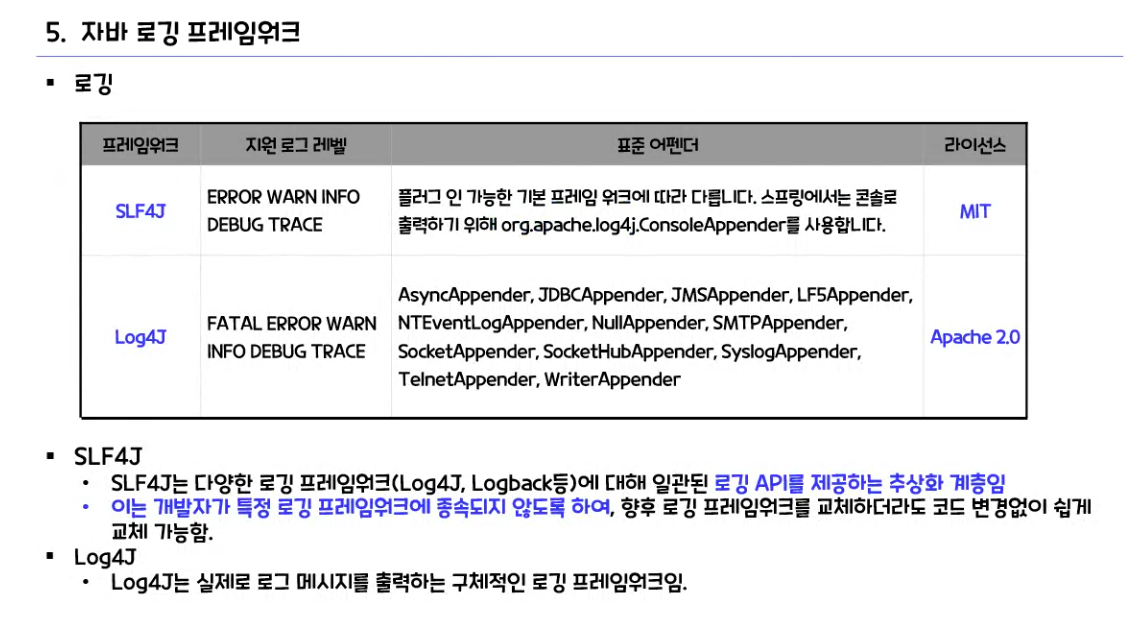 5. 자바 로깅 프레임워크
▪ 로깅
프레임워크 지원 로그 레벨 표준 어펜더 라이선스
SLF4J
ERROR WARN INFO
DEBUG TRACE
플러그 인 가능한 기본 프레임 워크에 따라 다릅니다. 스프링에서는 콘솔로
출력하기 위해 org.apache.log4j.ConsoleAppender를 사용합니다.
MIT
Log4J
FATAL ERROR WARN
INFO DEBUG TRACE
AsyncAppender, JDBCAppender, JMSAppender, LF5Appender,
NTEventLogAppender, NullAppender, SMTPAppender,
SocketAppender, SocketHubAppender, SyslogAppender,
TelnetAppender, WriterAppender
Apache 2.0
▪ SLF4J
• SLF4J는 다양한 로깅 프레임워크(Log4J, Logback등)에 대해 일관된 로깅 API를 제공하는 추상화 계층임
• 이는 개발자가 특정 로깅 프레임워크에 종속되지 않도록 하여, 향후 로깅 프레임워크를 교체하더라도 코드 변경없이 쉽게
교체 가능함.
▪ Log4J
• Log4J는 실제로 로그 메시지를 출력하는 구체적인 로깅 프레임워크임.